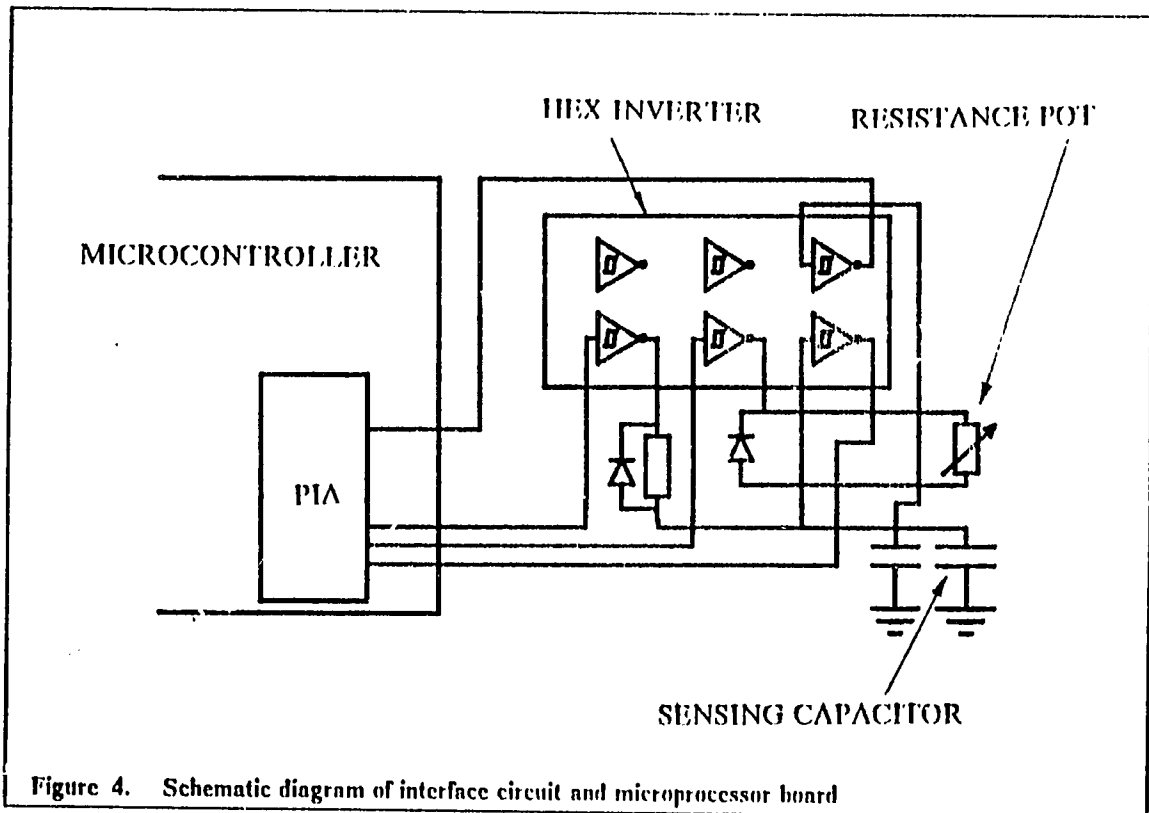 HEX INVERTER
RESISTANCE POT
MICROCONTROLLER
PIA
SENSING CAPACITOR
Figure 4. Schematic diagram of interface circuit and microprocessor board